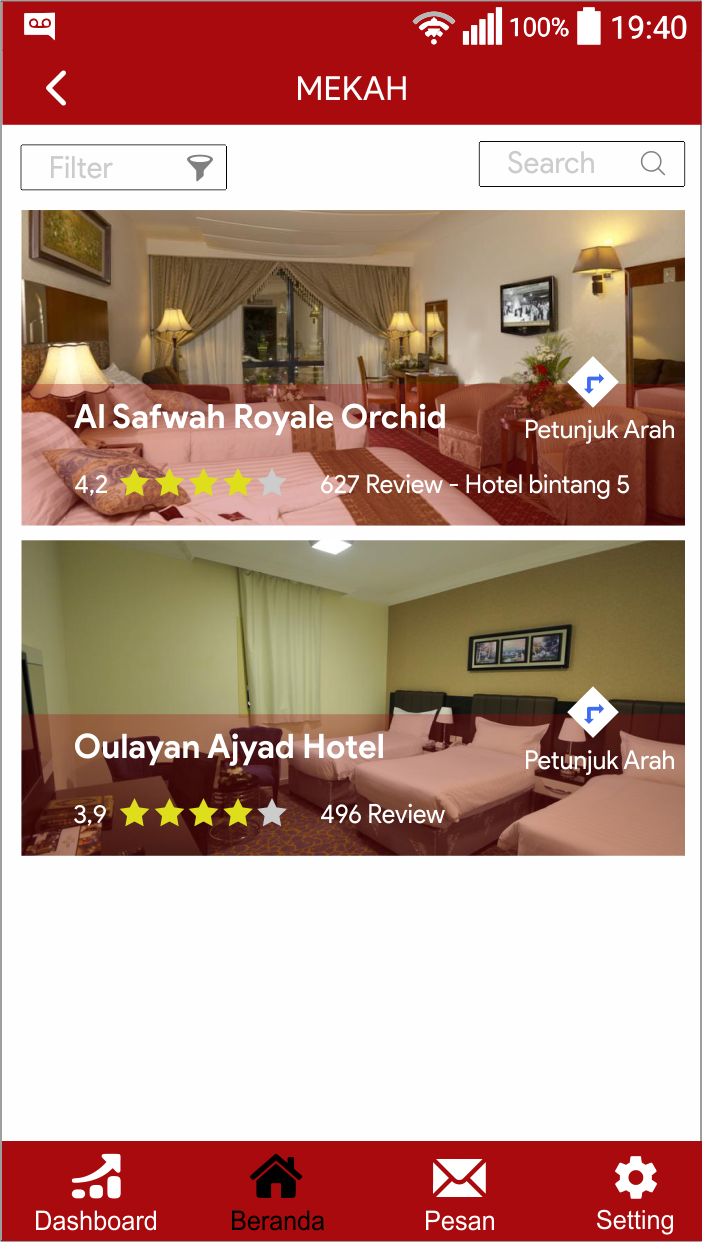 100% 19:40
MEKAH
Filter
Search
Al Safwah Royale Orchid
Petunjuk Arah
4,2 627 Review - Hotel bintang 5
Oulayan Ajyad Hotel
Petunjuk Arah
3,9 496 Review
Dashboard Beranda Pesan Setting